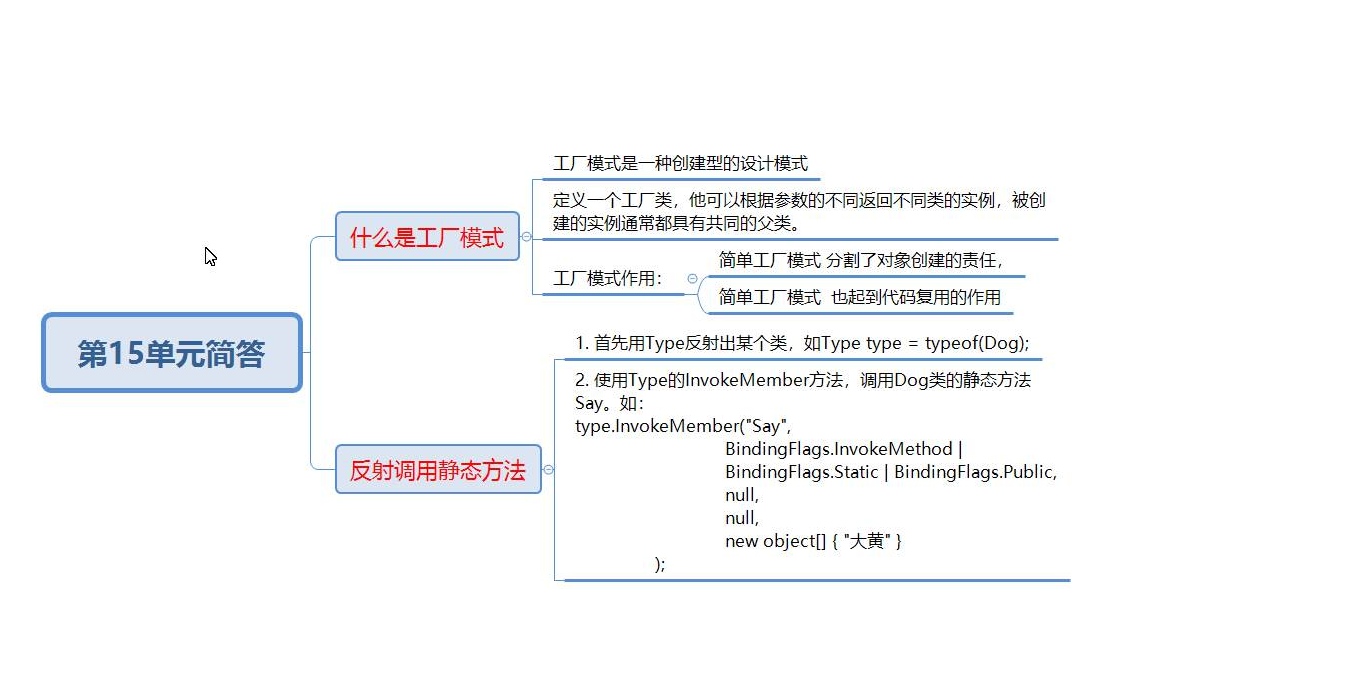 第15单元简答
什么是工厂模式
工厂模式是一种创建型的设计模式
定义一个工厂类，他可以根据参数的不同返回不同类的实例，被创
建的实例通常都具有共同的父类。
工厂模式作用：
简单工厂模式 分割了对象创建的责任，
简单工厂模式  也起到代码复用的作用
反射调用静态方法
1. 首先用Type反射出某个类，如Type type = typeof(Dog);
2. 使用Type的InvokeMember方法，调用Dog类的静态方法
Say。如：
type.InvokeMember("Say",
BindingFlags.InvokeMethod |
BindingFlags.Static | BindingFlags.Public,
null,
null,
new object[] { "大黄" }
);